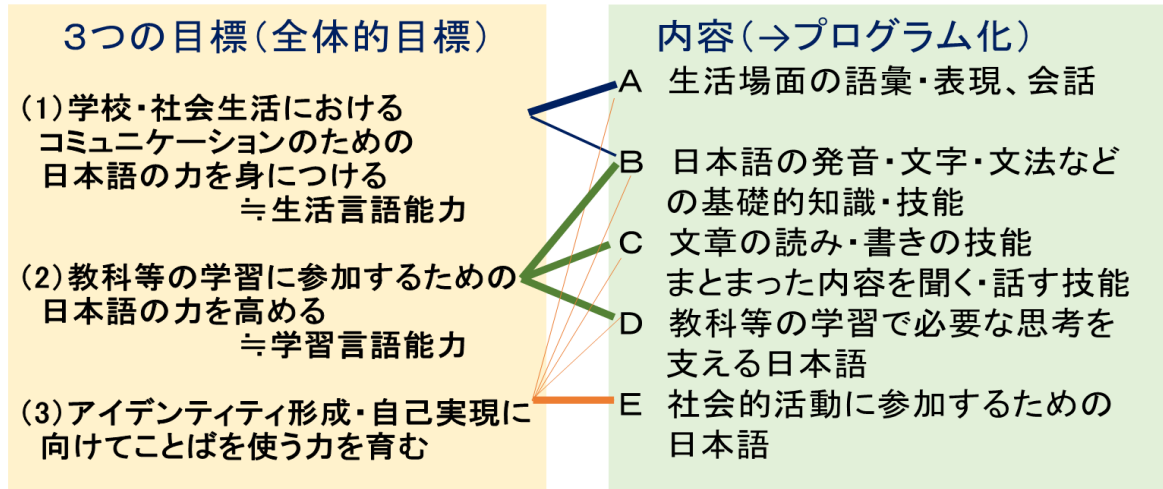 3つの目標(全体的目標)
(1)学校・社会生活における
コミュニケーションのための
日本語の力を身につける
≒生活言語能力
(2)教科等の学習に参加するための
日本語の力を高める
≒学習言語能力
(3)アイデンティティ形成・自己実現に
向けてことばを使う力を育む
内容(→プログラム化)
A 生活場面の語彙・表現、会話
B 日本語の発音・文字・文法など
の基礎的知識・技能
C 文章の読み・書きの技能
まとまった内容を聞く・話す技能
D 教科等の学習で必要な思考を
支える日本語
E 社会的活動に参加するための
日本語